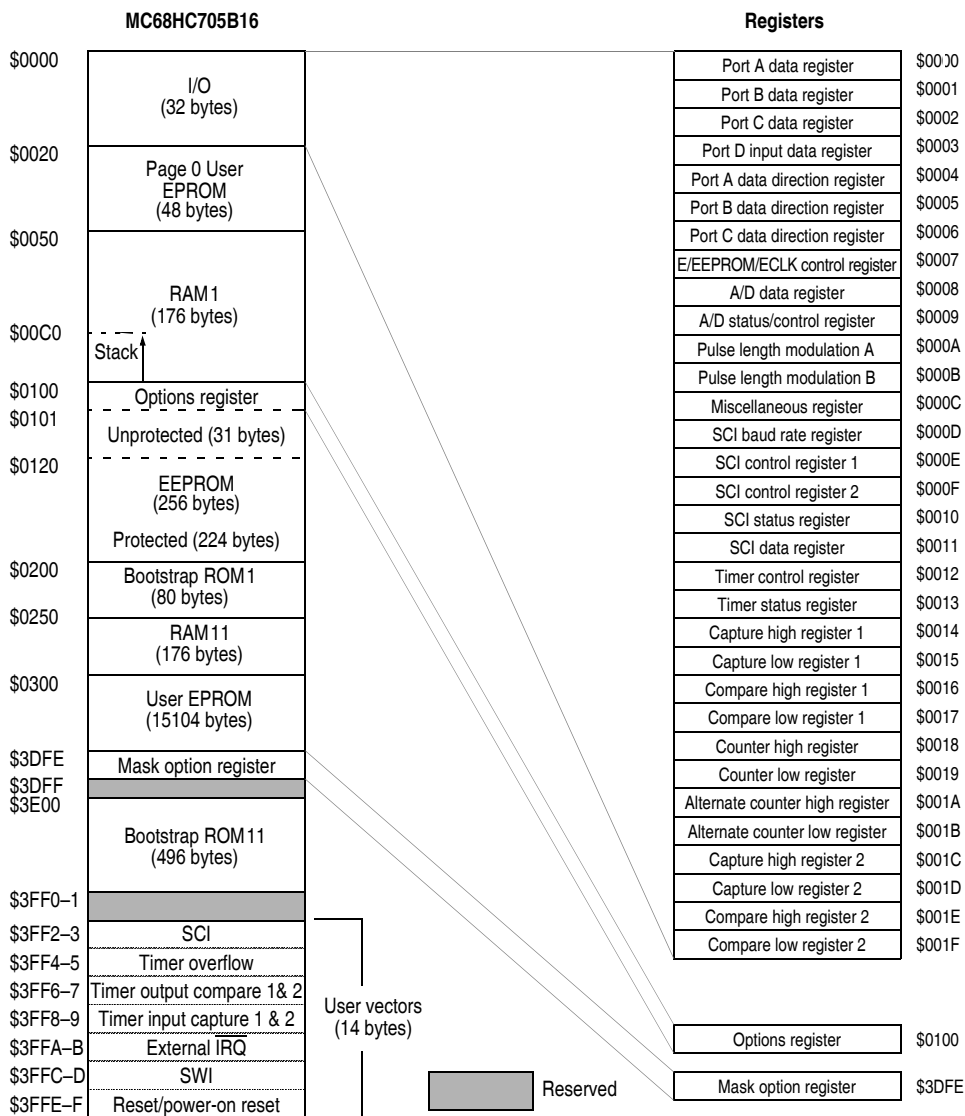 MC68HC705B16
$0000
I/O
(32 bytes)
$0020
Page 0 User
EPROM
(48 bytes)
$0050
RAM1
(176 bytes)
$00C0
Stack
$0100
Options register
$0101
Unprotected (31 bytes)
$0120
EEPROM
(256 bytes)
Protected (224 bytes)
$0200
Bootstrap ROM1
(80 bytes)
$0250
RAM11
(176 bytes)
$0300
User EPROM
(15104 bytes)
$3DFE
Mask option register
$3DFF
$3E00
Bootstrap ROM11
(496 bytes)
$3FF0–1
$3FF2–3 SCI
$3FF4–5 Timer overflow
$3FF6–7 Timer output compare 1& 2
$3FF8–9 Timer input capture 1 & 2
$3FFA–B External IRQ
$3FFC–D SWI
$3FFE–F Reset/power-on reset
User vectors
(14 bytes)
Reserved
Registers
Port A data register $0000
Port B data register $0001
Port C data register $0002
Port D input data register $0003
Port A data direction register $0004
Port B data direction register $0005
Port C data direction register $0006
E/EEPROM/ECLK control register $0007
A/D data register $0008
A/D status/control register $0009
Pulse length modulation A $000A
Pulse length modulation B $000B
Miscellaneous register $000C
SCI baud rate register $000D
SCI control register 1 $000E
SCI control register 2 $000F
SCI status register $0010
SCI data register $0011
Timer control register $0012
Timer status register $0013
Capture high register 1 $0014
Capture low register 1 $0015
Compare high register 1 $0016
Compare low register 1 $0017
Counter high register $0018
Counter low register $0019
Alternate counter high register $001A
Alternate counter low register $001B
Capture high register 2 $001C
Capture low register 2 $001D
Compare high register 2 $001E
Compare low register 2 $001F
Options register $0100
Mask option register $3DFE